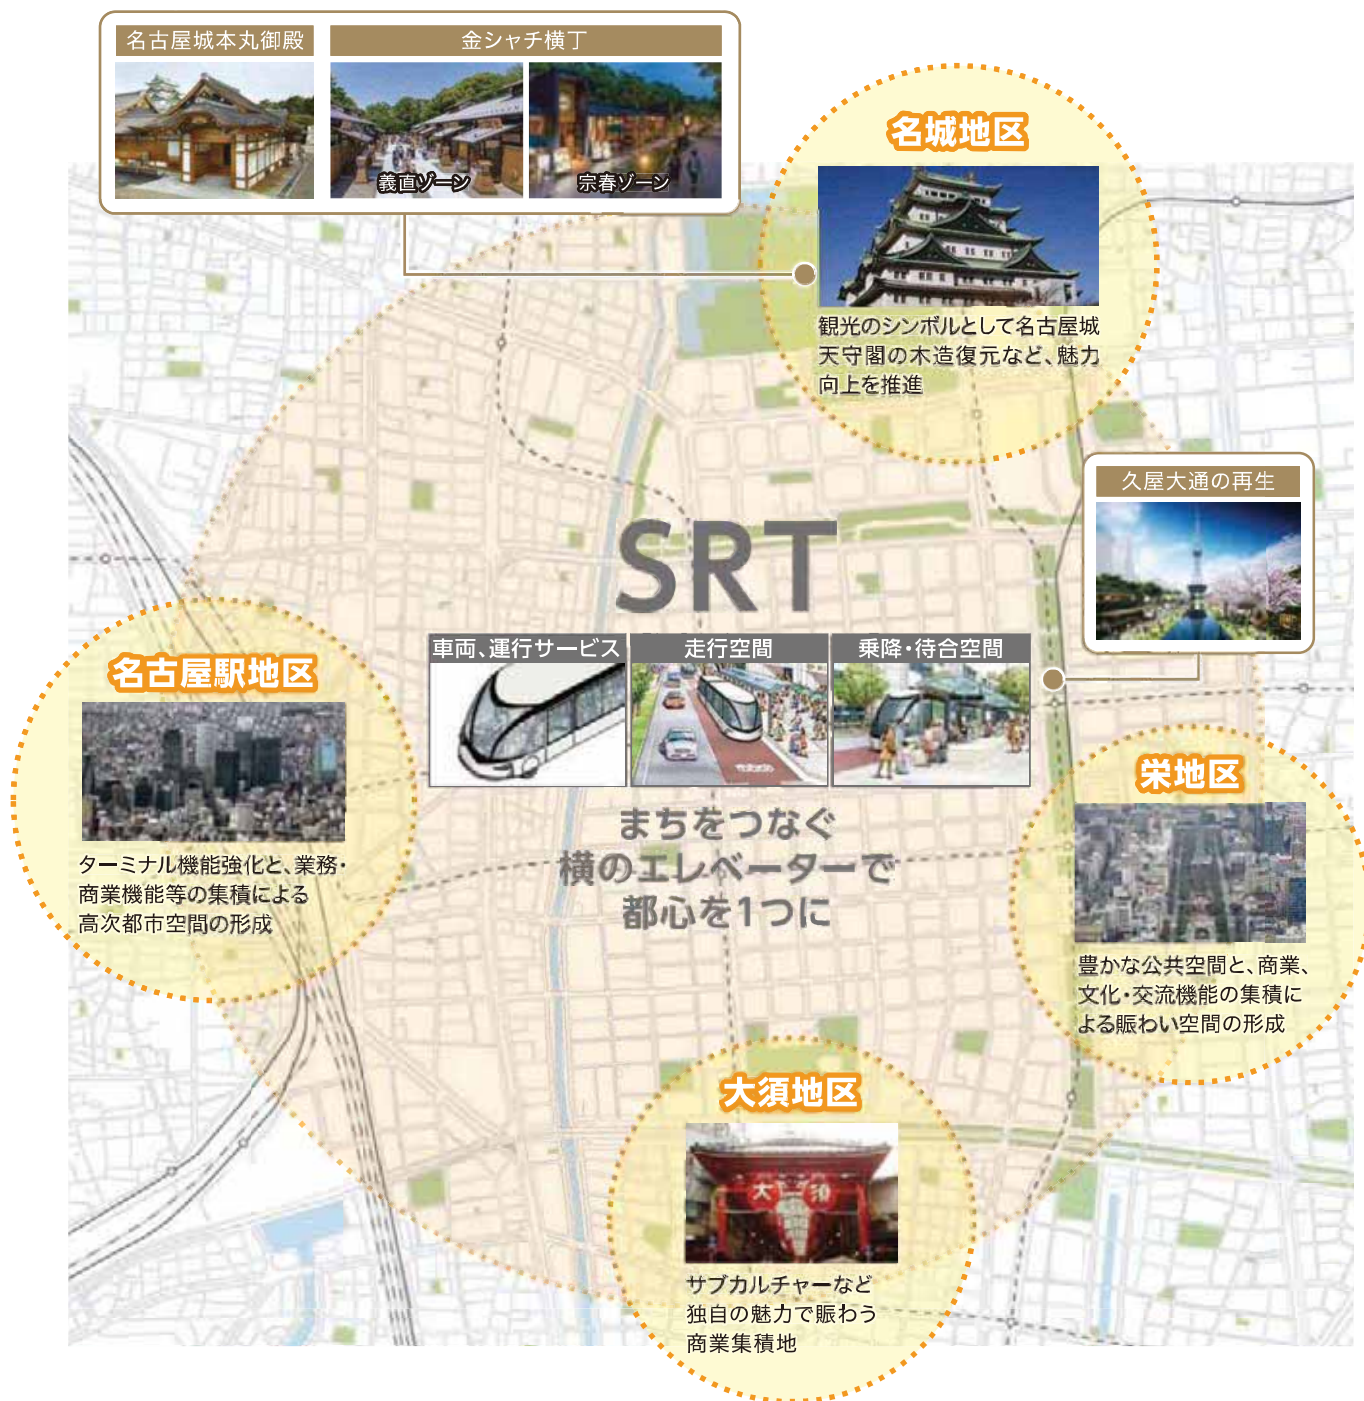 名古屋城本丸御殿
金シャチ横丁
義直ゾーン
宗春ゾーン
名城地区
観光のシンボルとして名古屋城
天守閣の木造復元など、魅力
向上を推進
久屋大通の再生
SRT
車両、運行サービス
走行空間
乗降・待合空間
まちをつなぐ
横のエレベーターで
都心を1つに
名古屋駅地区
ターミナル機能強化と、業務・
商業機能等の集積による
高次都市空間の形成
栄地区
豊かな公共空間と、商業、
文化・交流機能の集積に
よる賑わい空間の形成
大須地区
大須
サブカルチャーなど
独自の魅力で賑わう
商業集積地